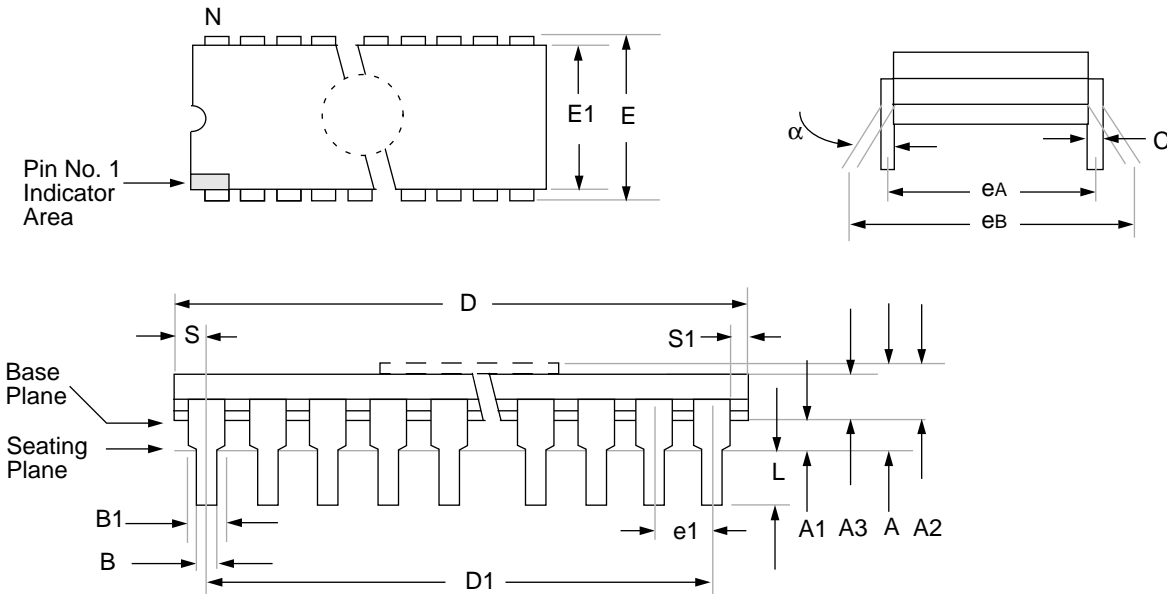 N
E1
E
Pin No. 1
Indicator
Area
α
C
eA
eB
D
S
S1
Base
Plane
Seating
Plane
L
B1
B
e1
A1
A3
A
A2
D1